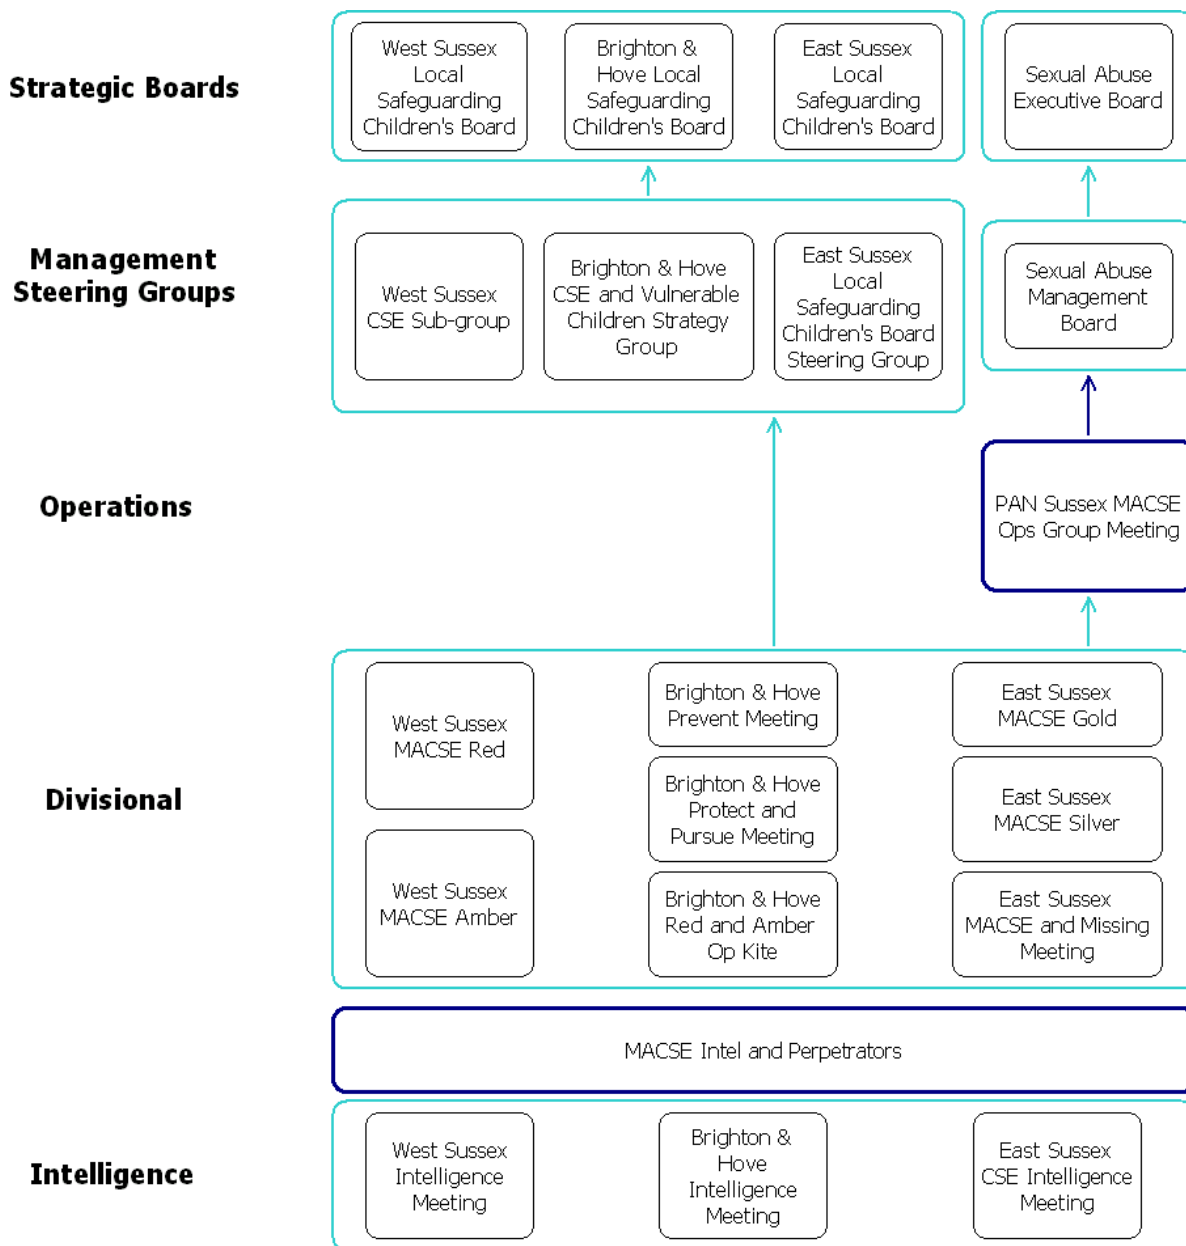 Strategic Boards
West Sussex
Local
Safeguarding
Children's Board
Brighton &
Hove Local
Safeguarding
Children's Board
East Sussex
Local
Safeguarding
Children's Board
Sexual Abuse
Executive Board
Management
Steering Groups
West Sussex
CSE Sub-group
Brighton & Hove
CSE and Vulnerable
Children Strategy
Group
East Sussex
Local
Safeguarding
Children's Board
Steering Group
Sexual Abuse
Management
Board
Operations
PAN Sussex MACSE
Ops Group Meeting
Divisional
West Sussex
MACSE Red
West Sussex
MACSE Amber
Brighton & Hove
Prevent Meeting
Brighton & Hove
Protect and
Pursue Meeting
Brighton & Hove
Red and Amber
Op Kite
East Sussex
MACSE Gold
East Sussex
MACSE Silver
East Sussex
MACSE and Missing
Meeting
MACSE Intel and Perpetrators
Intelligence
West Sussex
Intelligence
Meeting
Brighton &
Hove
Intelligence
Meeting
East Sussex
CSE Intelligence
Meeting